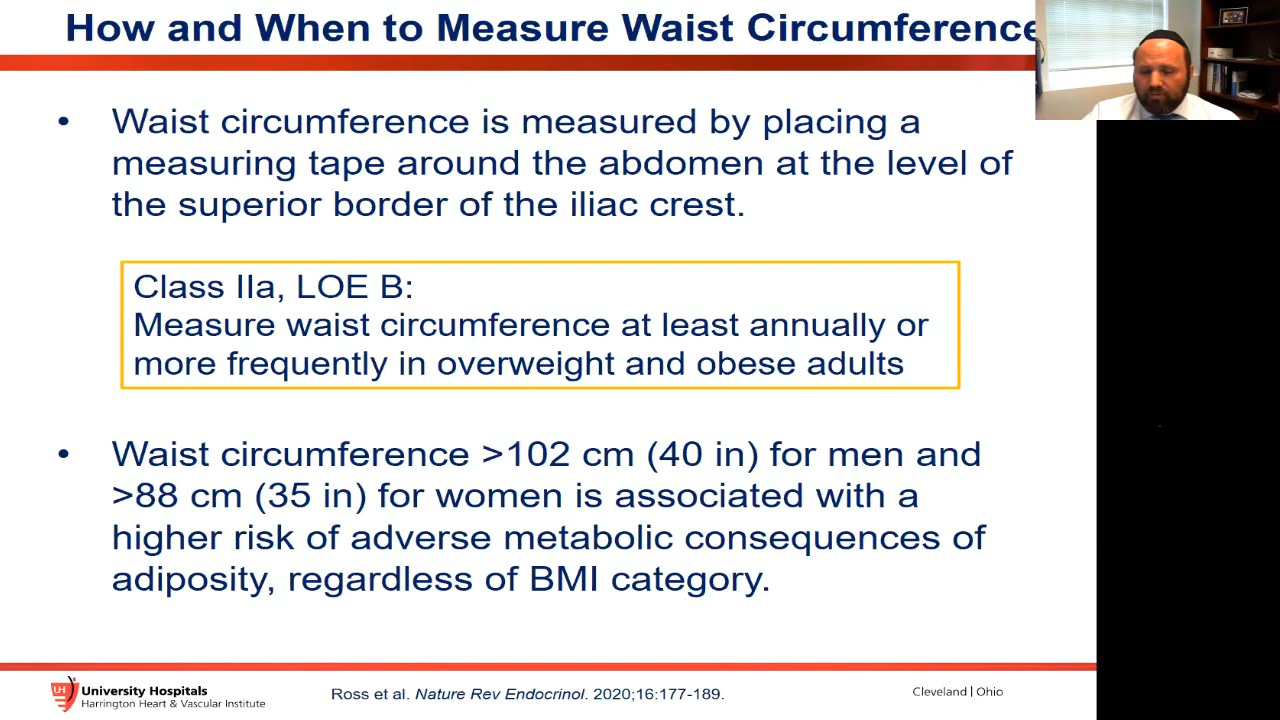 How and When to Measure Waist Circumference
• Waist circumference is measured by placing a
measuring tape around the abdomen at the level of
the superior border of the iliac crest.
Class IIa, LOE B:
Measure waist circumference at least annually or
more frequently in overweight and obese adults
• Waist circumference >102 cm (40 in) for men and
>88 cm (35 in) for women is associated with a
higher risk of adverse metabolic consequences of
adiposity, regardless of BMI category.
UH University Hospitals
Harrington Heart & Vascular Institute
Ross et al. Nature Rev Endocrinol. 2020;16:177-189.
Cleveland | Ohio